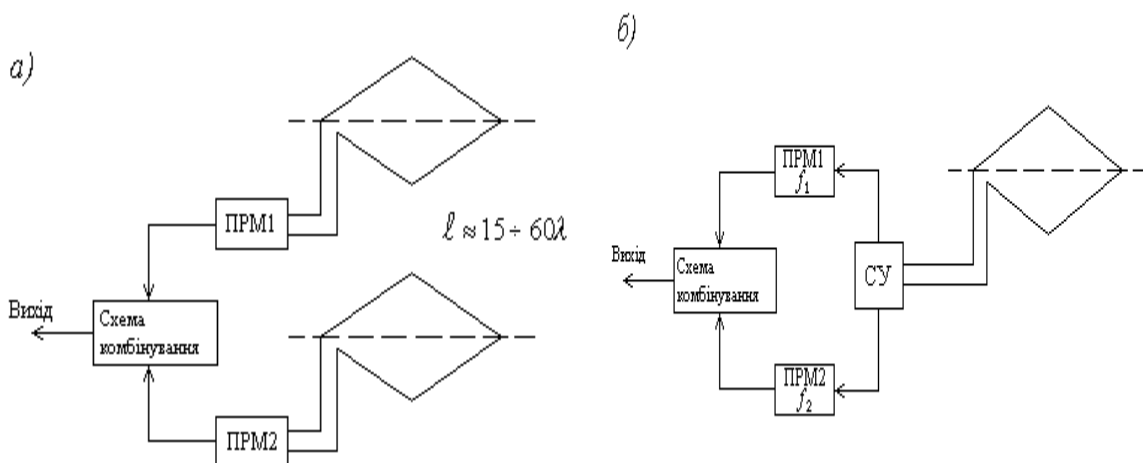 а)
ПРМ1
ℓ ≈ 15 ÷ 60λ
Вихід
Схема
комбінування
ПРМ2
б)
ПРМ1
f₁
Вихід
Схема
комбінування
СУ
ПРМ2
f₂